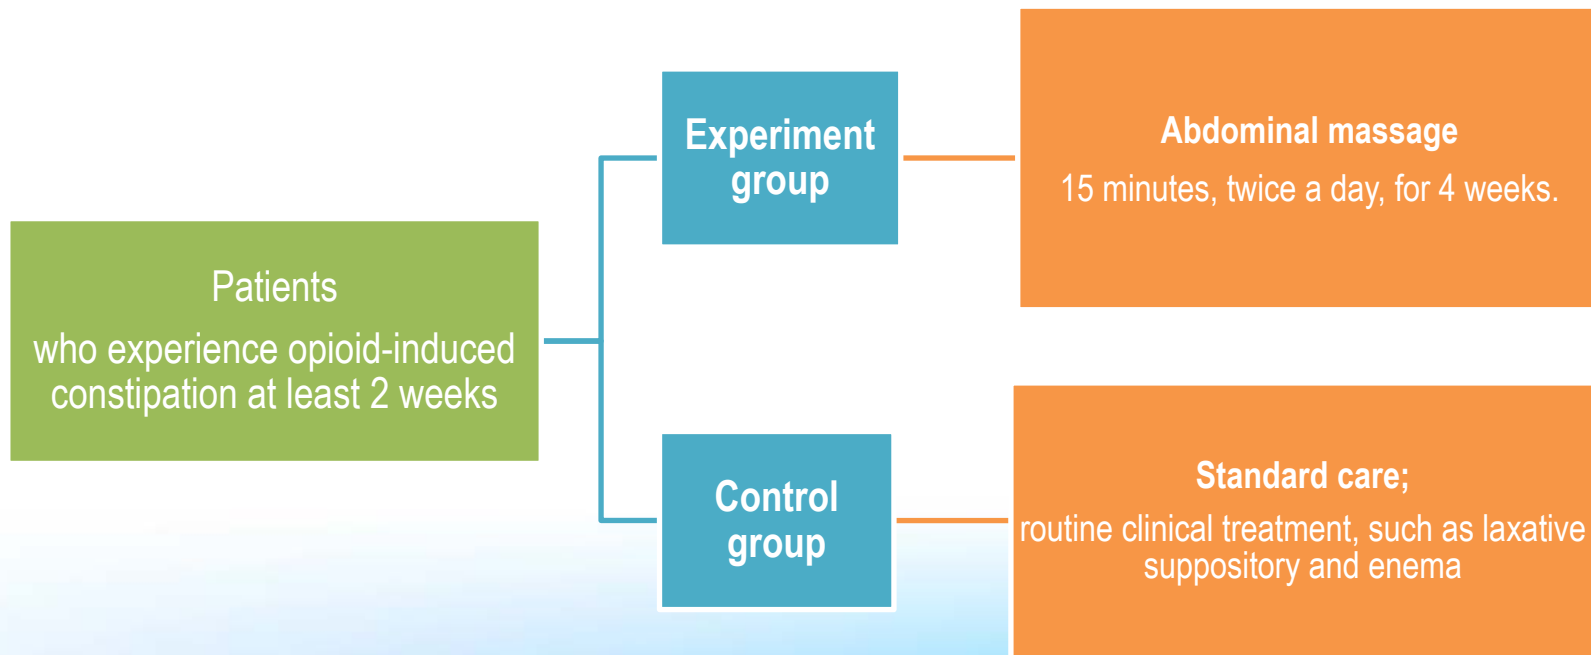 Patients
who experience opioid-induced
constipation at least 2 weeks
Experiment
group
Abdominal massage
15 minutes, twice a day, for 4 weeks.
Control
group
Standard care;
routine clinical treatment, such as laxative
suppository and enema